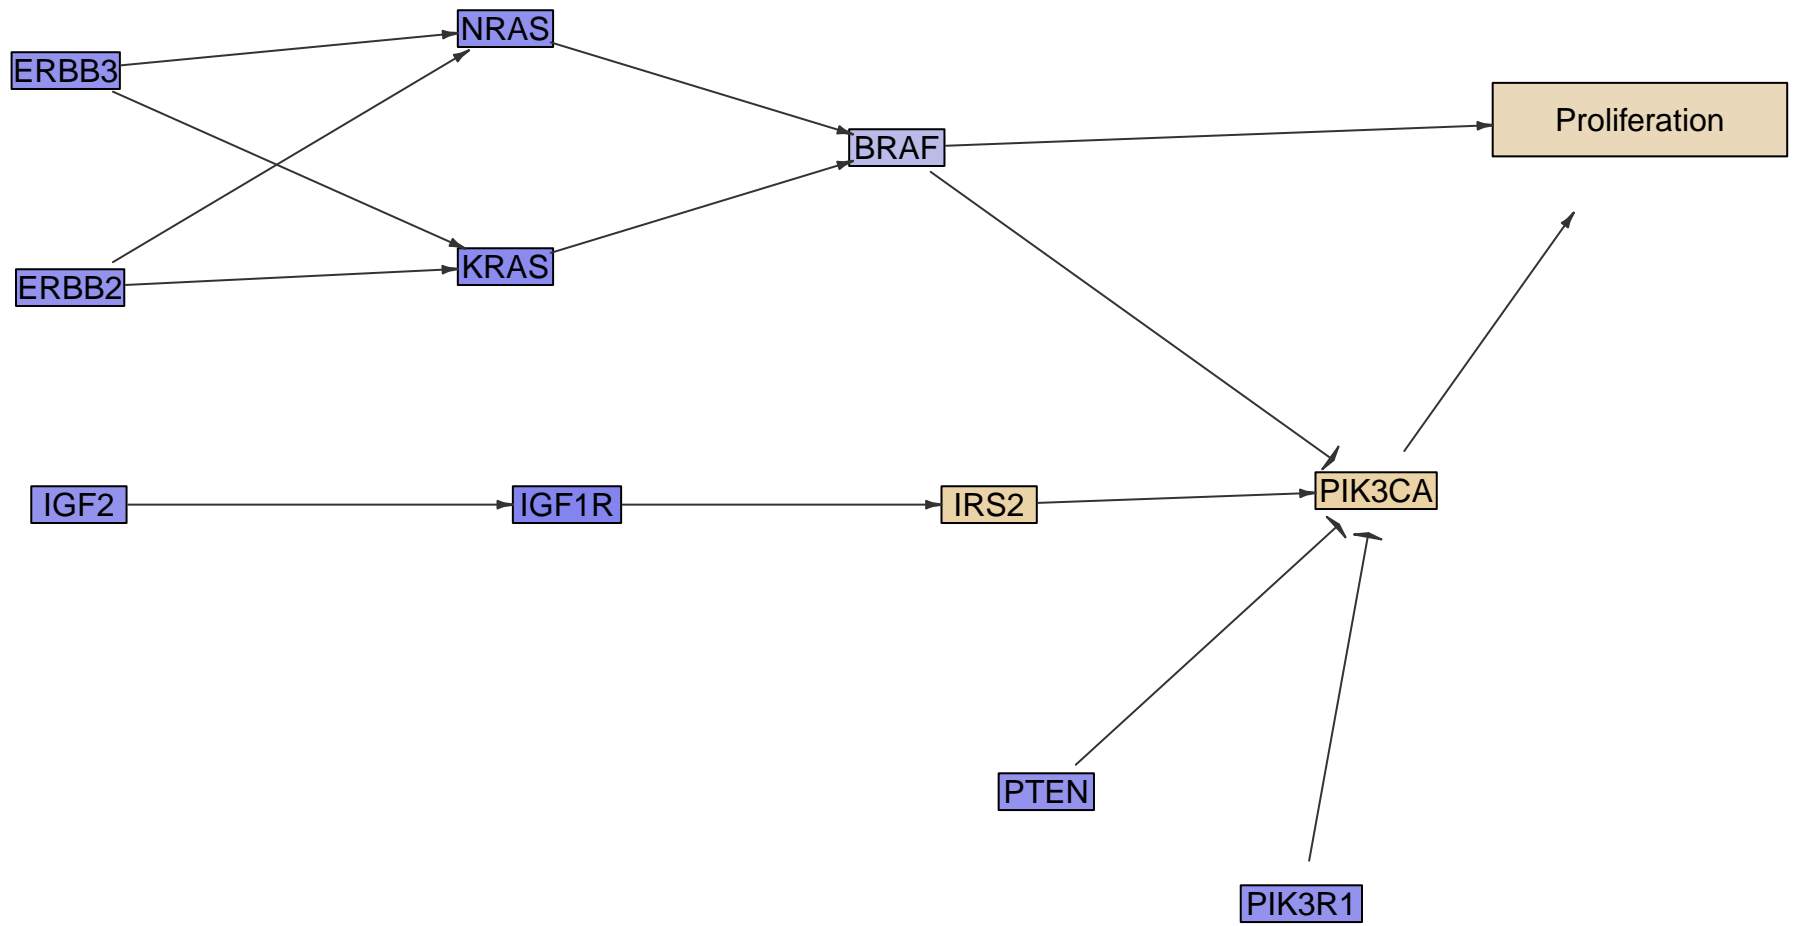 NRAS
ERBB3
Proliferation
BRAF
KRAS
ERBB2
PIK3CA
IGF2
IGF1R
IRS2
PTEN
PIK3R1